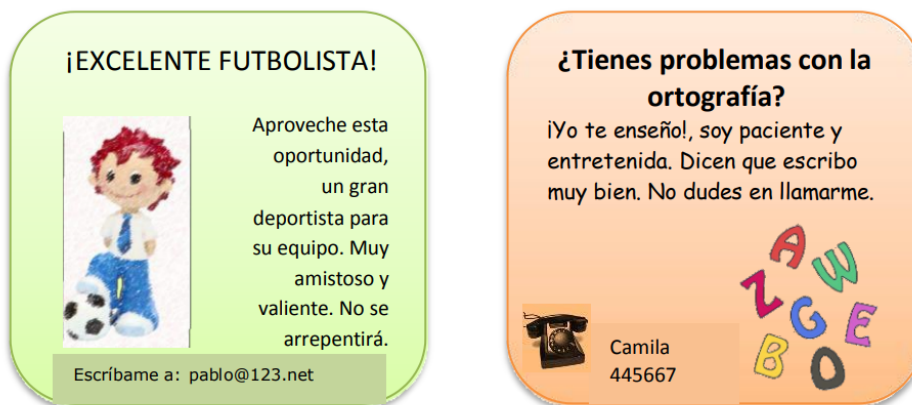 ¡EXCELENTE FUTBOLISTA!
Aproveche esta
oportunidad,
un gran
deportista para
su equipo. Muy
amistoso y
valiente. No se
arrepentirá.
Escríbame a: pablo@123.net
¿Tienes problemas con la
ortografía?
¡Yo te enseño!, soy paciente y
entretenida. Dicen que escribo
muy bien. No dudes en llamarme.
A
W
Z
G
E
B
O
Camila
445667